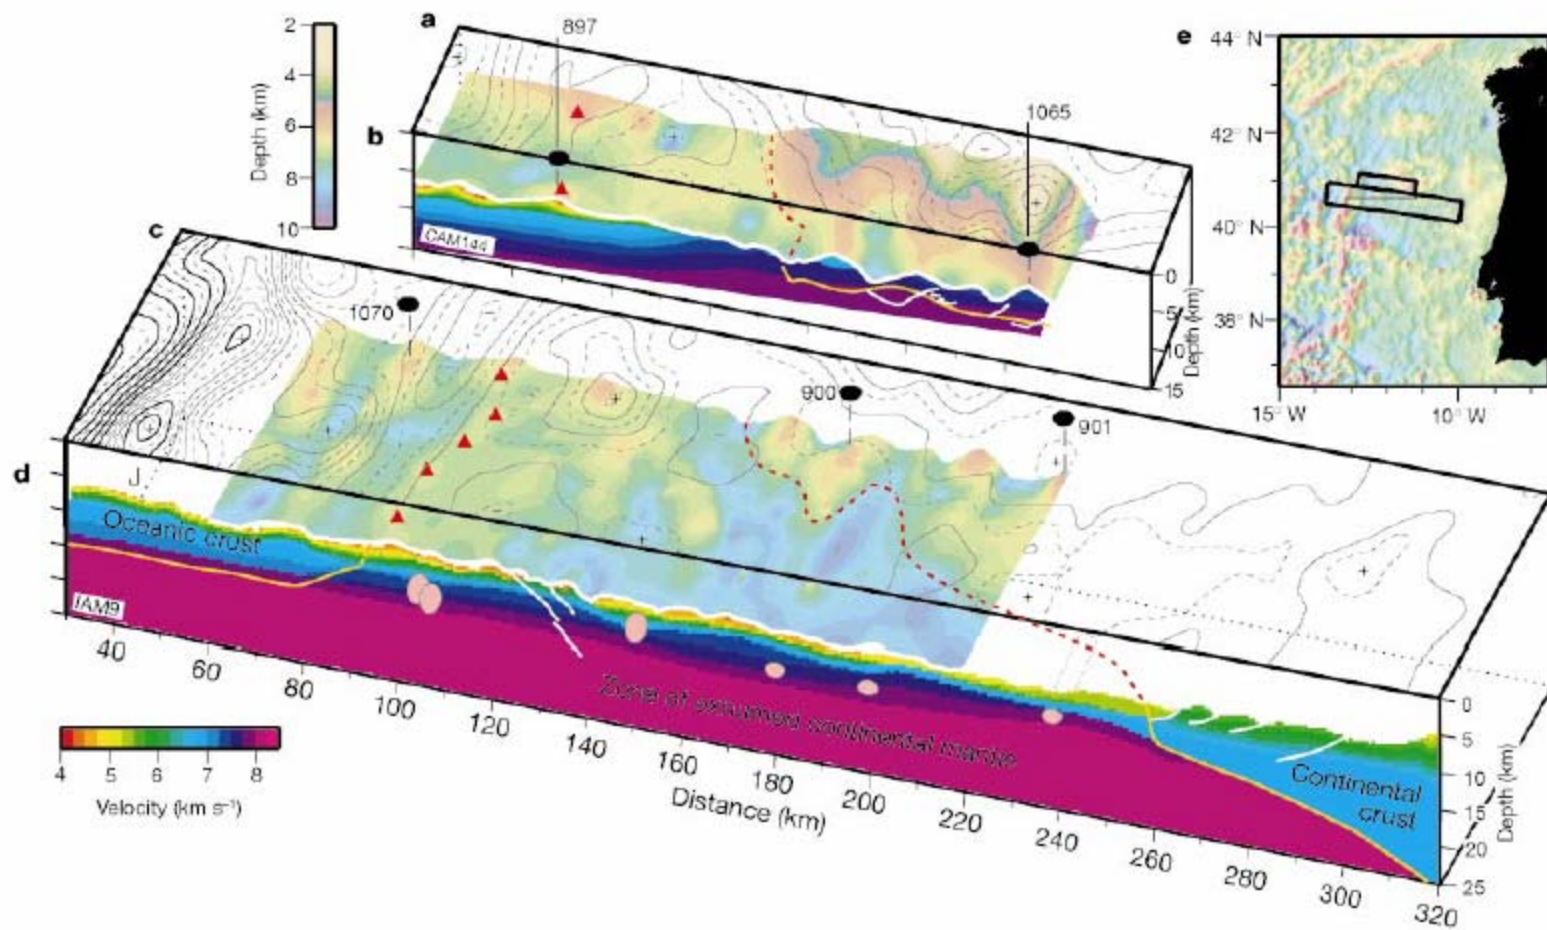 a
897
e
44° N
2
4
6
8
10
Depth (km)
b
1065
42° N
c
40° N
CAM144
0
5
10
15
Depth (km)
38° N
1070
900
15° W
10° W
901
d
J
Oceanic crust
IAM9
40
60
80
100
120
140
160
180
200
220
240
260
280
300
320
Zone of exhumed continental mantle
Distance (km)
Continental
crust
0
5
10
15
20
25
Depth (km)
4 5 6 7 8
Velocity (km s⁻¹)